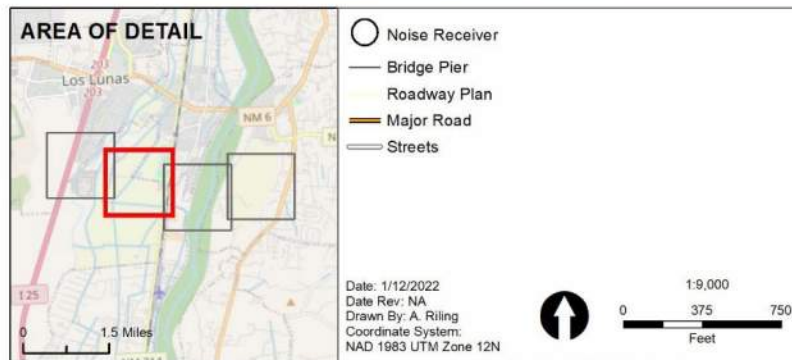 AREA OF DETAIL
203
Los Lunas
203
NM 6
I 25
0 1.5 Miles
Noise Receiver
Bridge Pier
Roadway Plan
Major Road
Streets
Date: 1/12/2022
Date Rev: NA
Drawn By: A. Riling
Coordinate System:
NAD 1983 UTM Zone 12N
1:9,000
0 375 750
Feet